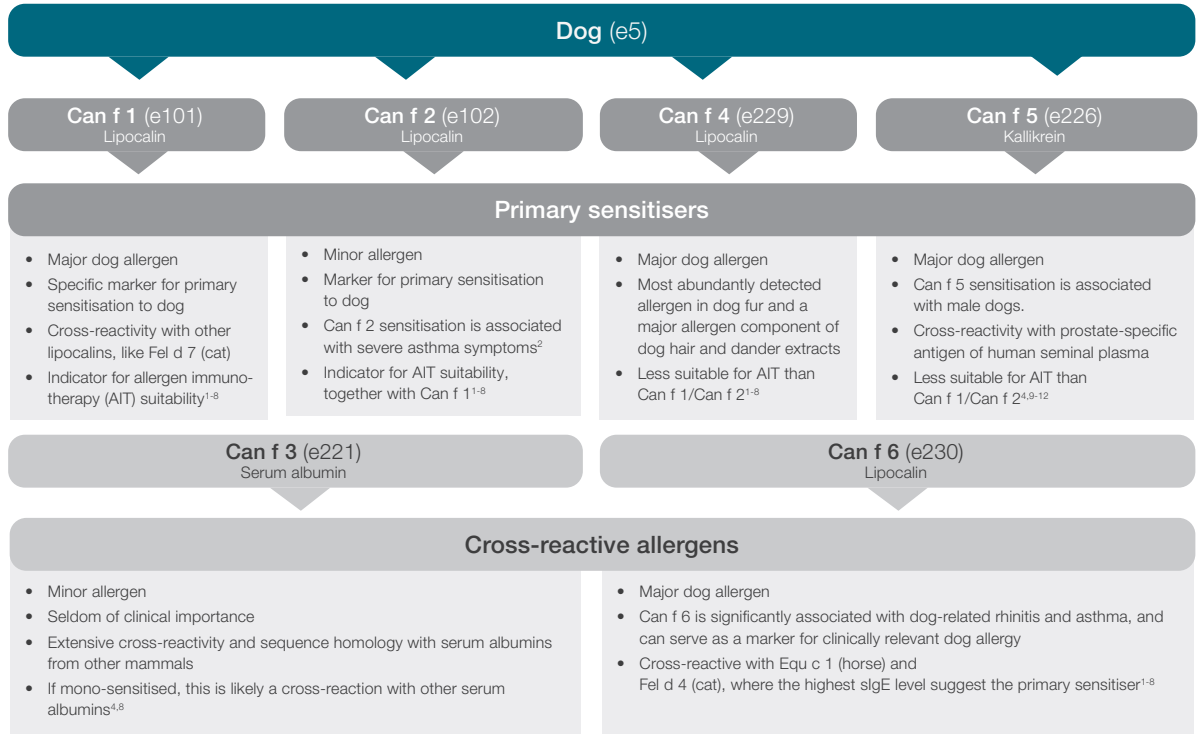 Dog (e5)
Can f 1 (e101)
Lipocalin
Can f 2 (e102)
Lipocalin
Can f 4 (e229)
Lipocalin
Can f 5 (e226)
Kallikrein
Primary sensitisers
• Major dog allergen
• Specific marker for primary
sensitisation to dog
• Cross-reactivity with other
lipocalins, like Fel d 7 (cat)
• Indicator for allergen immuno-
therapy (AIT) suitability1-8
• Minor allergen
• Marker for primary sensitisation
to dog
• Can f 2 sensitisation is associated
with severe asthma symptoms2
• Indicator for AIT suitability,
together with Can f 11-8
• Major dog allergen
• Most abundantly detected
allergen in dog fur and a
major allergen component of
dog hair and dander extracts
• Less suitable for AIT than
Can f 1/Can f 21-8
• Major dog allergen
• Can f 5 sensitisation is associated
with male dogs.
• Cross-reactivity with prostate-specific
antigen of human seminal plasma
• Less suitable for AIT than
Can f 1/Can f 24,9-12
Can f 3 (e221)
Serum albumin
Can f 6 (e230)
Lipocalin
Cross-reactive allergens
• Minor allergen
• Seldom of clinical importance
• Extensive cross-reactivity and sequence homology with serum albumins
from other mammals
• If mono-sensitised, this is likely a cross-reaction with other serum
albumins4,8
• Major dog allergen
• Can f 6 is significantly associated with dog-related rhinitis and asthma, and
can serve as a marker for clinically relevant dog allergy
• Cross-reactive with Equ c 1 (horse) and
Fel d 4 (cat), where the highest sIgE level suggest the primary sensitiser1-8